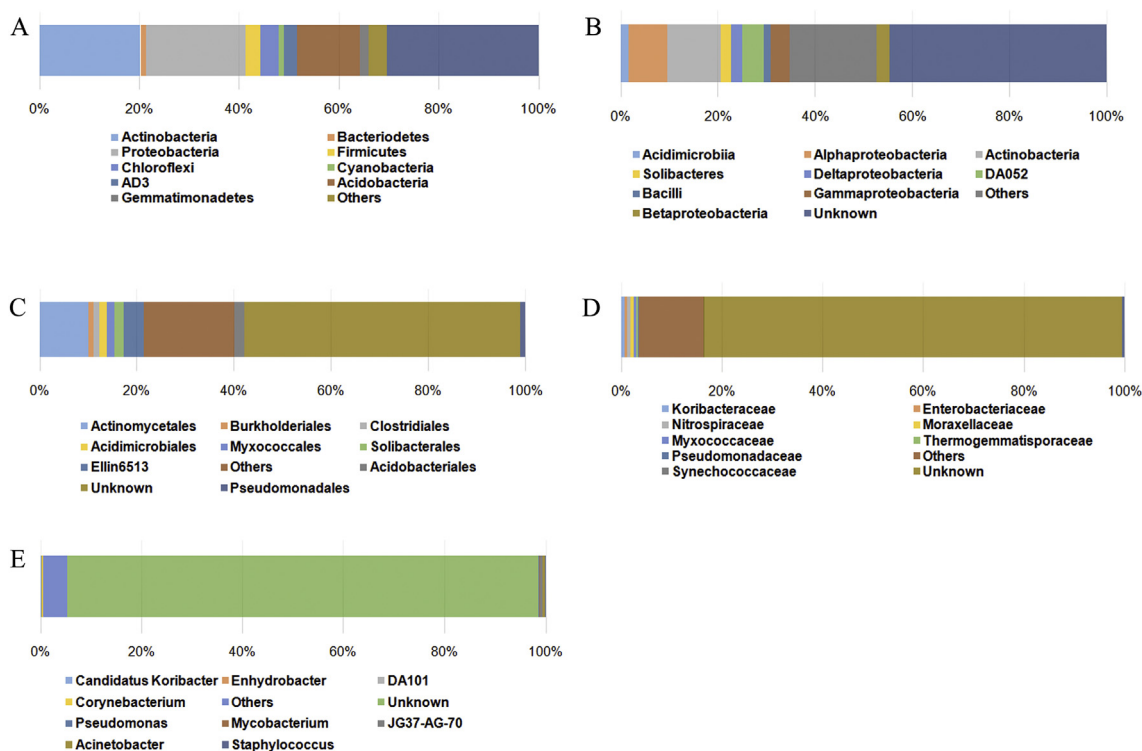 A
0% 20% 40% 60% 80% 100%
Actinobacteria Bacteriodetes
Proteobacteria Firmicutes
Chloroflexi Cyanobacteria
AD3 Acidobacteria
Gemmatimonadetes Others
B
0% 20% 40% 60% 80% 100%
Acidimicrobiia Alphaproteobacteria Actinobacteria
Solibacteres Deltaproteobacteria DA052
Bacilli Gammaproteobacteria Others
Betaproteobacteria Unknown
C
0% 20% 40% 60% 80% 100%
Actinomycetales Burkholderiales Clostridiales
Acidimicrobiales Myxococcales Solibacterales
Ellin6513 Others Acidobacteriales
Unknown Pseudomonadales
D
0% 20% 40% 60% 80% 100%
Koribacteraceae Enterobacteriaceae
Nitrospiraceae Moraxellaceae
Myxococcaceae Thermogemmatisporaceae
Pseudomonadaceae Others
Synechococcaceae Unknown
E
0% 20% 40% 60% 80% 100%
Candidatus Koribacter Enhydrobacter DA101
Corynebacterium Others Unknown
Pseudomonas Mycobacterium JG37-AG-70
Acinetobacter Staphylococcus